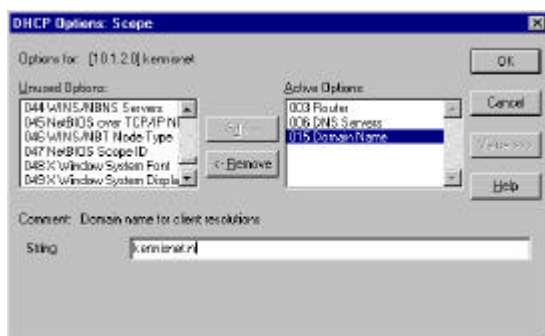 DHCP Options: Scope
Options for: [10.1.2.0] kennisnet
OK
Unused Options:
Active Options:
044 WINS/NBNS Servers
045 NetBIOS over TCP/IP N
046 WINS/NBT Node Type
047 NetBIOS Scope ID
048 X Window System Font
049 X Window System Displa
<- Remove
003 Router
006 DNS Servers
015 Domain Name
Cancel
Help
Comment: Domain name for client resolutions
String
kennisnet.nl